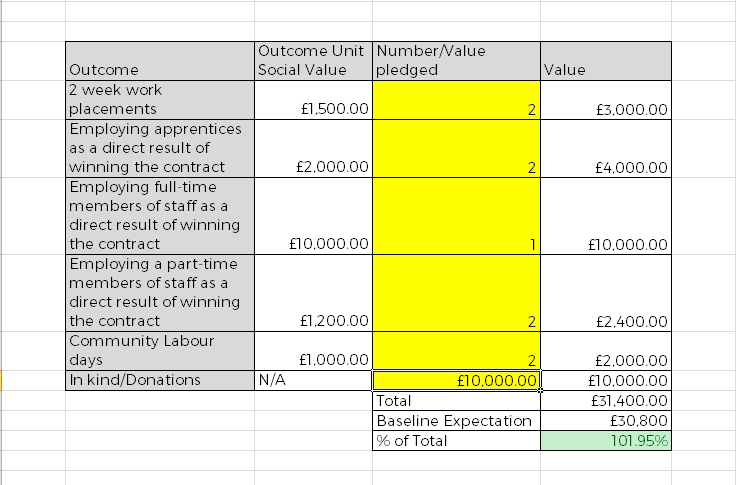 Outcome Unit Number/Value
Outcome Social Value pledged Value
2 week work
placements £1,500.00 2 £3,000.00
Employing apprentices
as a direct result of
winning the contract £2,000.00 2 £4,000.00
Employing full-time
members of staff as a
direct result of winning
the contract £10,000.00 1 £10,000.00
Employing a part-time
members of staff as a
direct result of winning
the contract £1,200.00 2 £2,400.00
Community Labour
days £1,000.00 2 £2,000.00
In kind/Donations N/A £10,000.00 £10,000.00
Total £31,400.00
Baseline Expectation £30,800
% of Total 101.95%